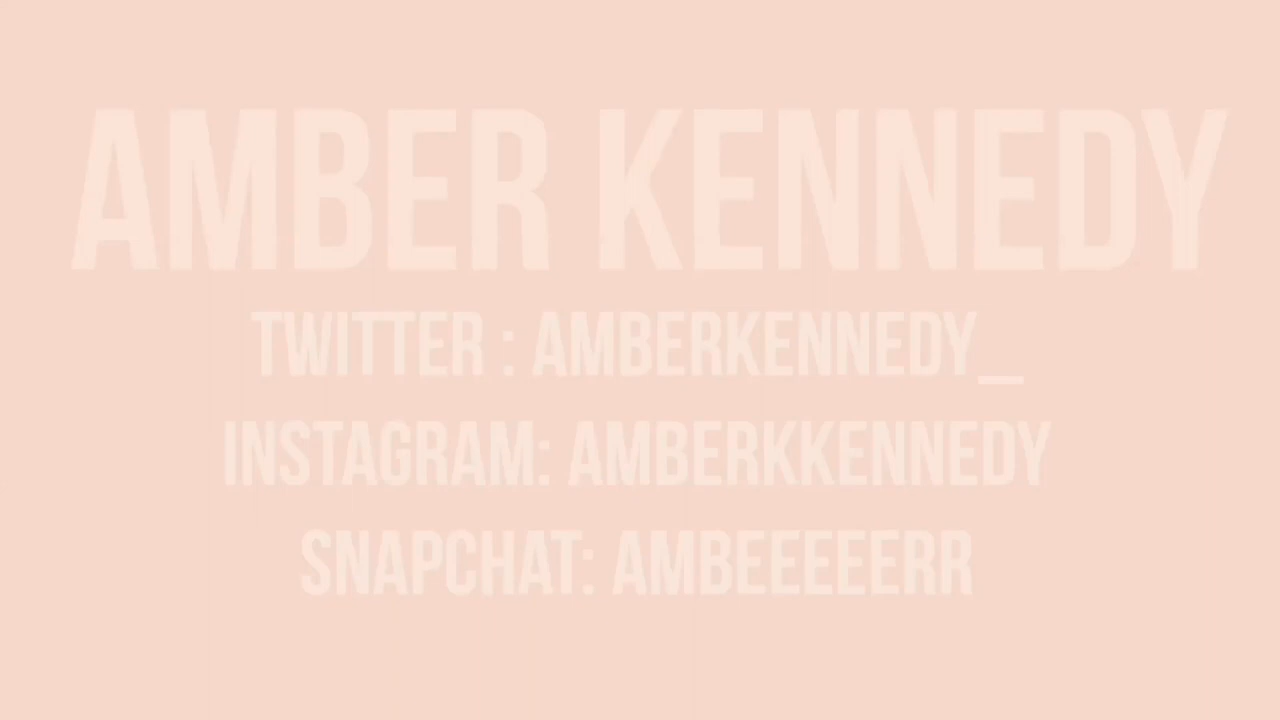 AMBER KENNEDY
TWITTER : AMBERKENNEDY_
INSTAGRAM: AMBERKKENNEDY
SNAPCHAT: AMBEEEEERR